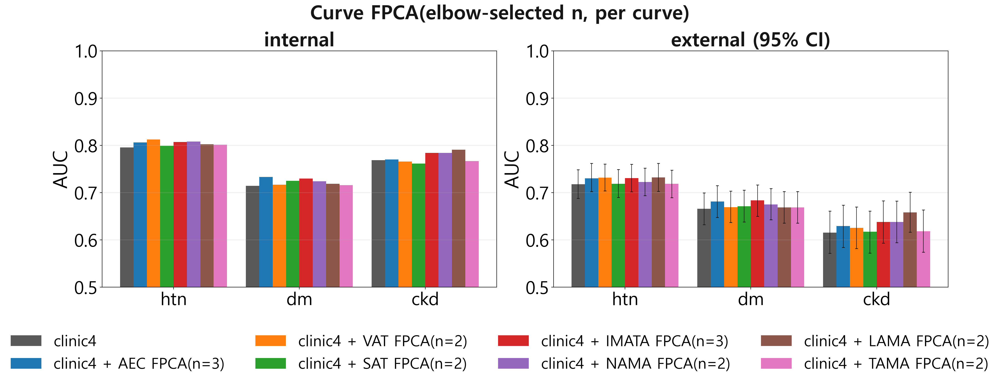 Curve FPCA(elbow-selected n, per curve)
internal
1.0
0.9
0.8
0.7
0.6
0.5
AUC
htn dm ckd
external (95% CI)
1.0
0.9
0.8
0.7
0.6
0.5
AUC
htn dm ckd
clinic4
clinic4 + AEC FPCA(n=3)
clinic4 + VAT FPCA(n=2)
clinic4 + SAT FPCA(n=2)
clinic4 + IMATA FPCA(n=3)
clinic4 + NAMA FPCA(n=2)
clinic4 + LAMA FPCA(n=2)
clinic4 + TAMA FPCA(n=2)